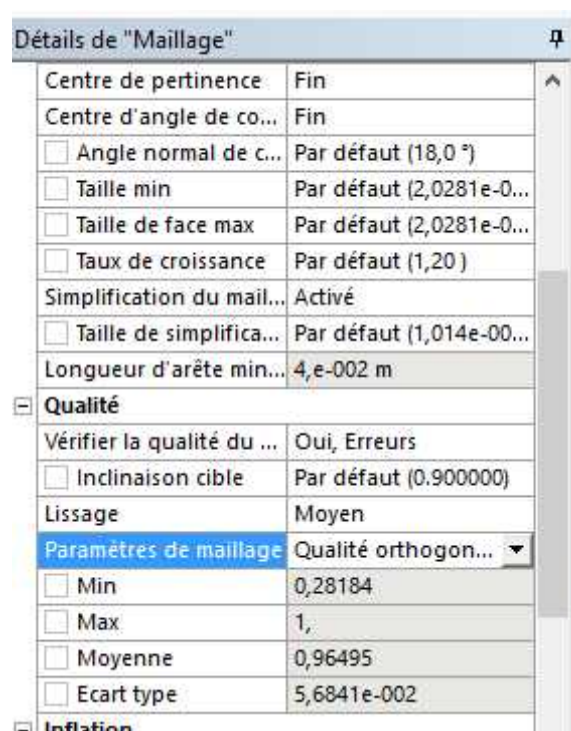 Détails de "Maillage"
Centre de pertinence Fin
Centre d'angle de co... Fin
Angle normal de c... Par défaut (18,0 °)
Taille min Par défaut (2,0281e-0...
Taille de face max Par défaut (2,0281e-0...
Taux de croissance Par défaut (1,20 )
Simplification du mail... Activé
Taille de simplifica... Par défaut (1,014e-00...
Longueur d'arête min... 4,e-002 m
Qualité
Vérifier la qualité du ... Oui, Erreurs
Inclinaison cible Par défaut (0.900000)
Lissage Moyen
Paramètres de maillage Qualité orthogon...
Min 0,28184
Max 1,
Moyenne 0,96495
Ecart type 5,6841e-002
Inflation